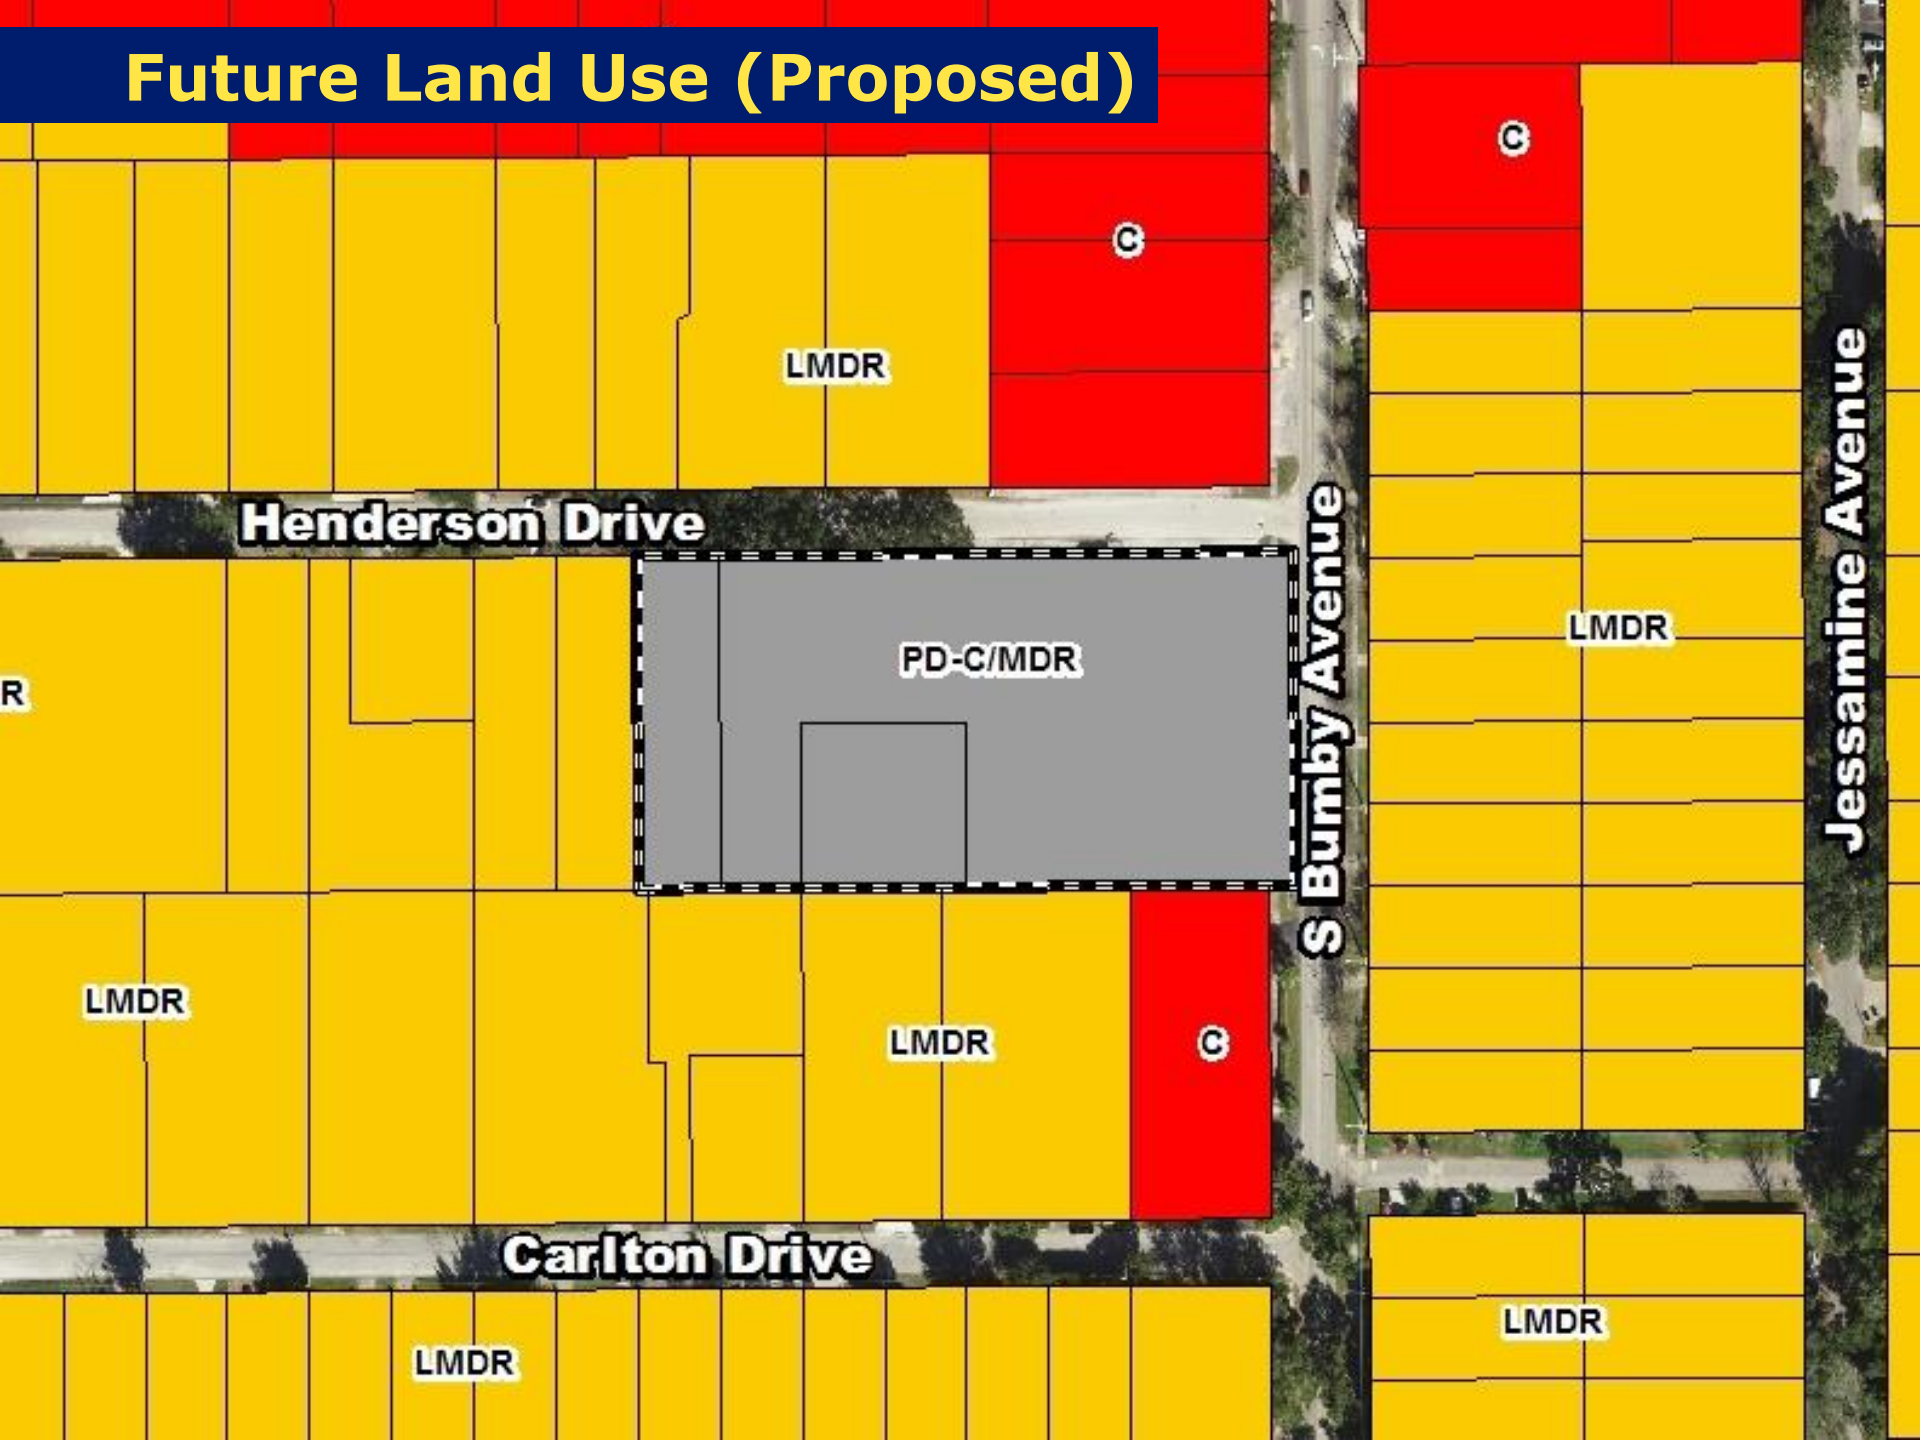 Future Land Use (Proposed)
C
C
LMDR
Henderson Drive
S Bumby Avenue
Jessamine Avenue
PD-C/MDR
LMDR
R
LMDR
LMDR
C
Carlton Drive
LMDR
LMDR